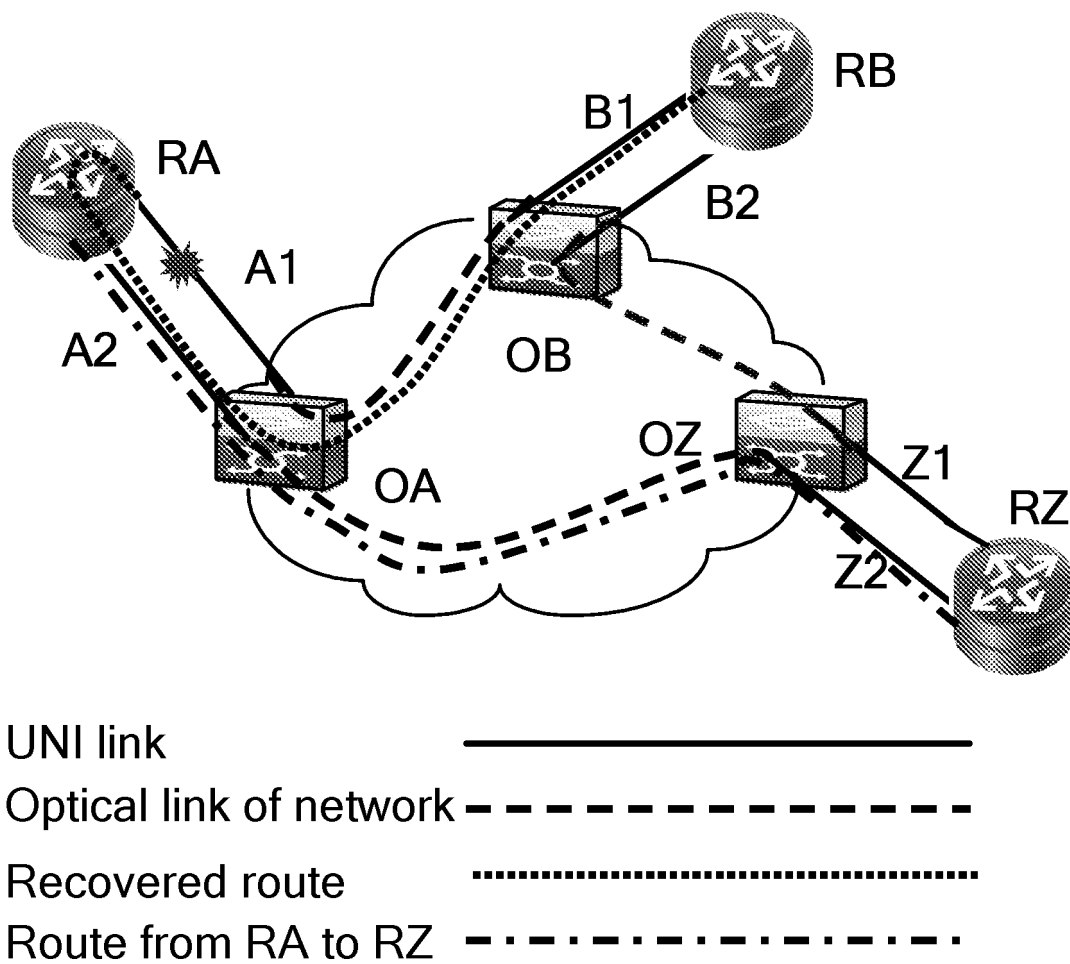 RB
B1
RA
B2
A1
A2
OB
OZ
Z1
OA
RZ
Z2
UNI link
Optical link of network
Recovered route
Route from RA to RZ